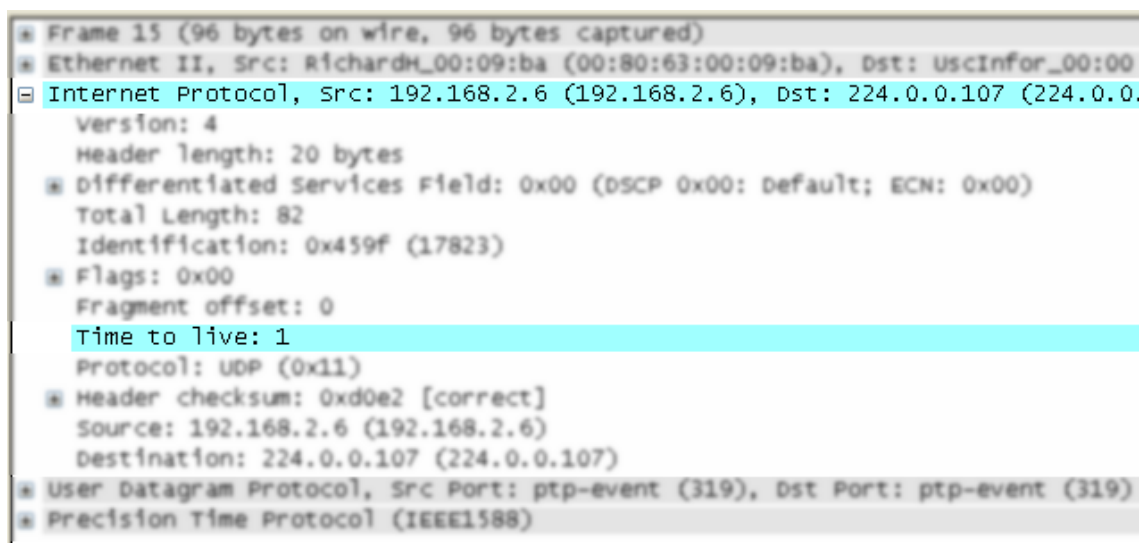 Frame 15 (96 bytes on wire, 96 bytes captured)
Ethernet II, Src: RichardH_00:09:ba (00:80:63:00:09:ba), Dst: UscInfor_00:00
Internet Protocol, Src: 192.168.2.6 (192.168.2.6), Dst: 224.0.0.107 (224.0.0.
Version: 4
Header length: 20 bytes
Differentiated Services Field: 0x00 (DSCP 0x00: Default; ECN: 0x00)
Total Length: 82
Identification: 0x459f (17823)
Flags: 0x00
Fragment offset: 0
Time to live: 1
Protocol: UDP (0x11)
Header checksum: 0xd0e2 [correct]
Source: 192.168.2.6 (192.168.2.6)
Destination: 224.0.0.107 (224.0.0.107)
User Datagram Protocol, Src Port: ptp-event (319), Dst Port: ptp-event (319)
Precision Time Protocol (IEEE1588)